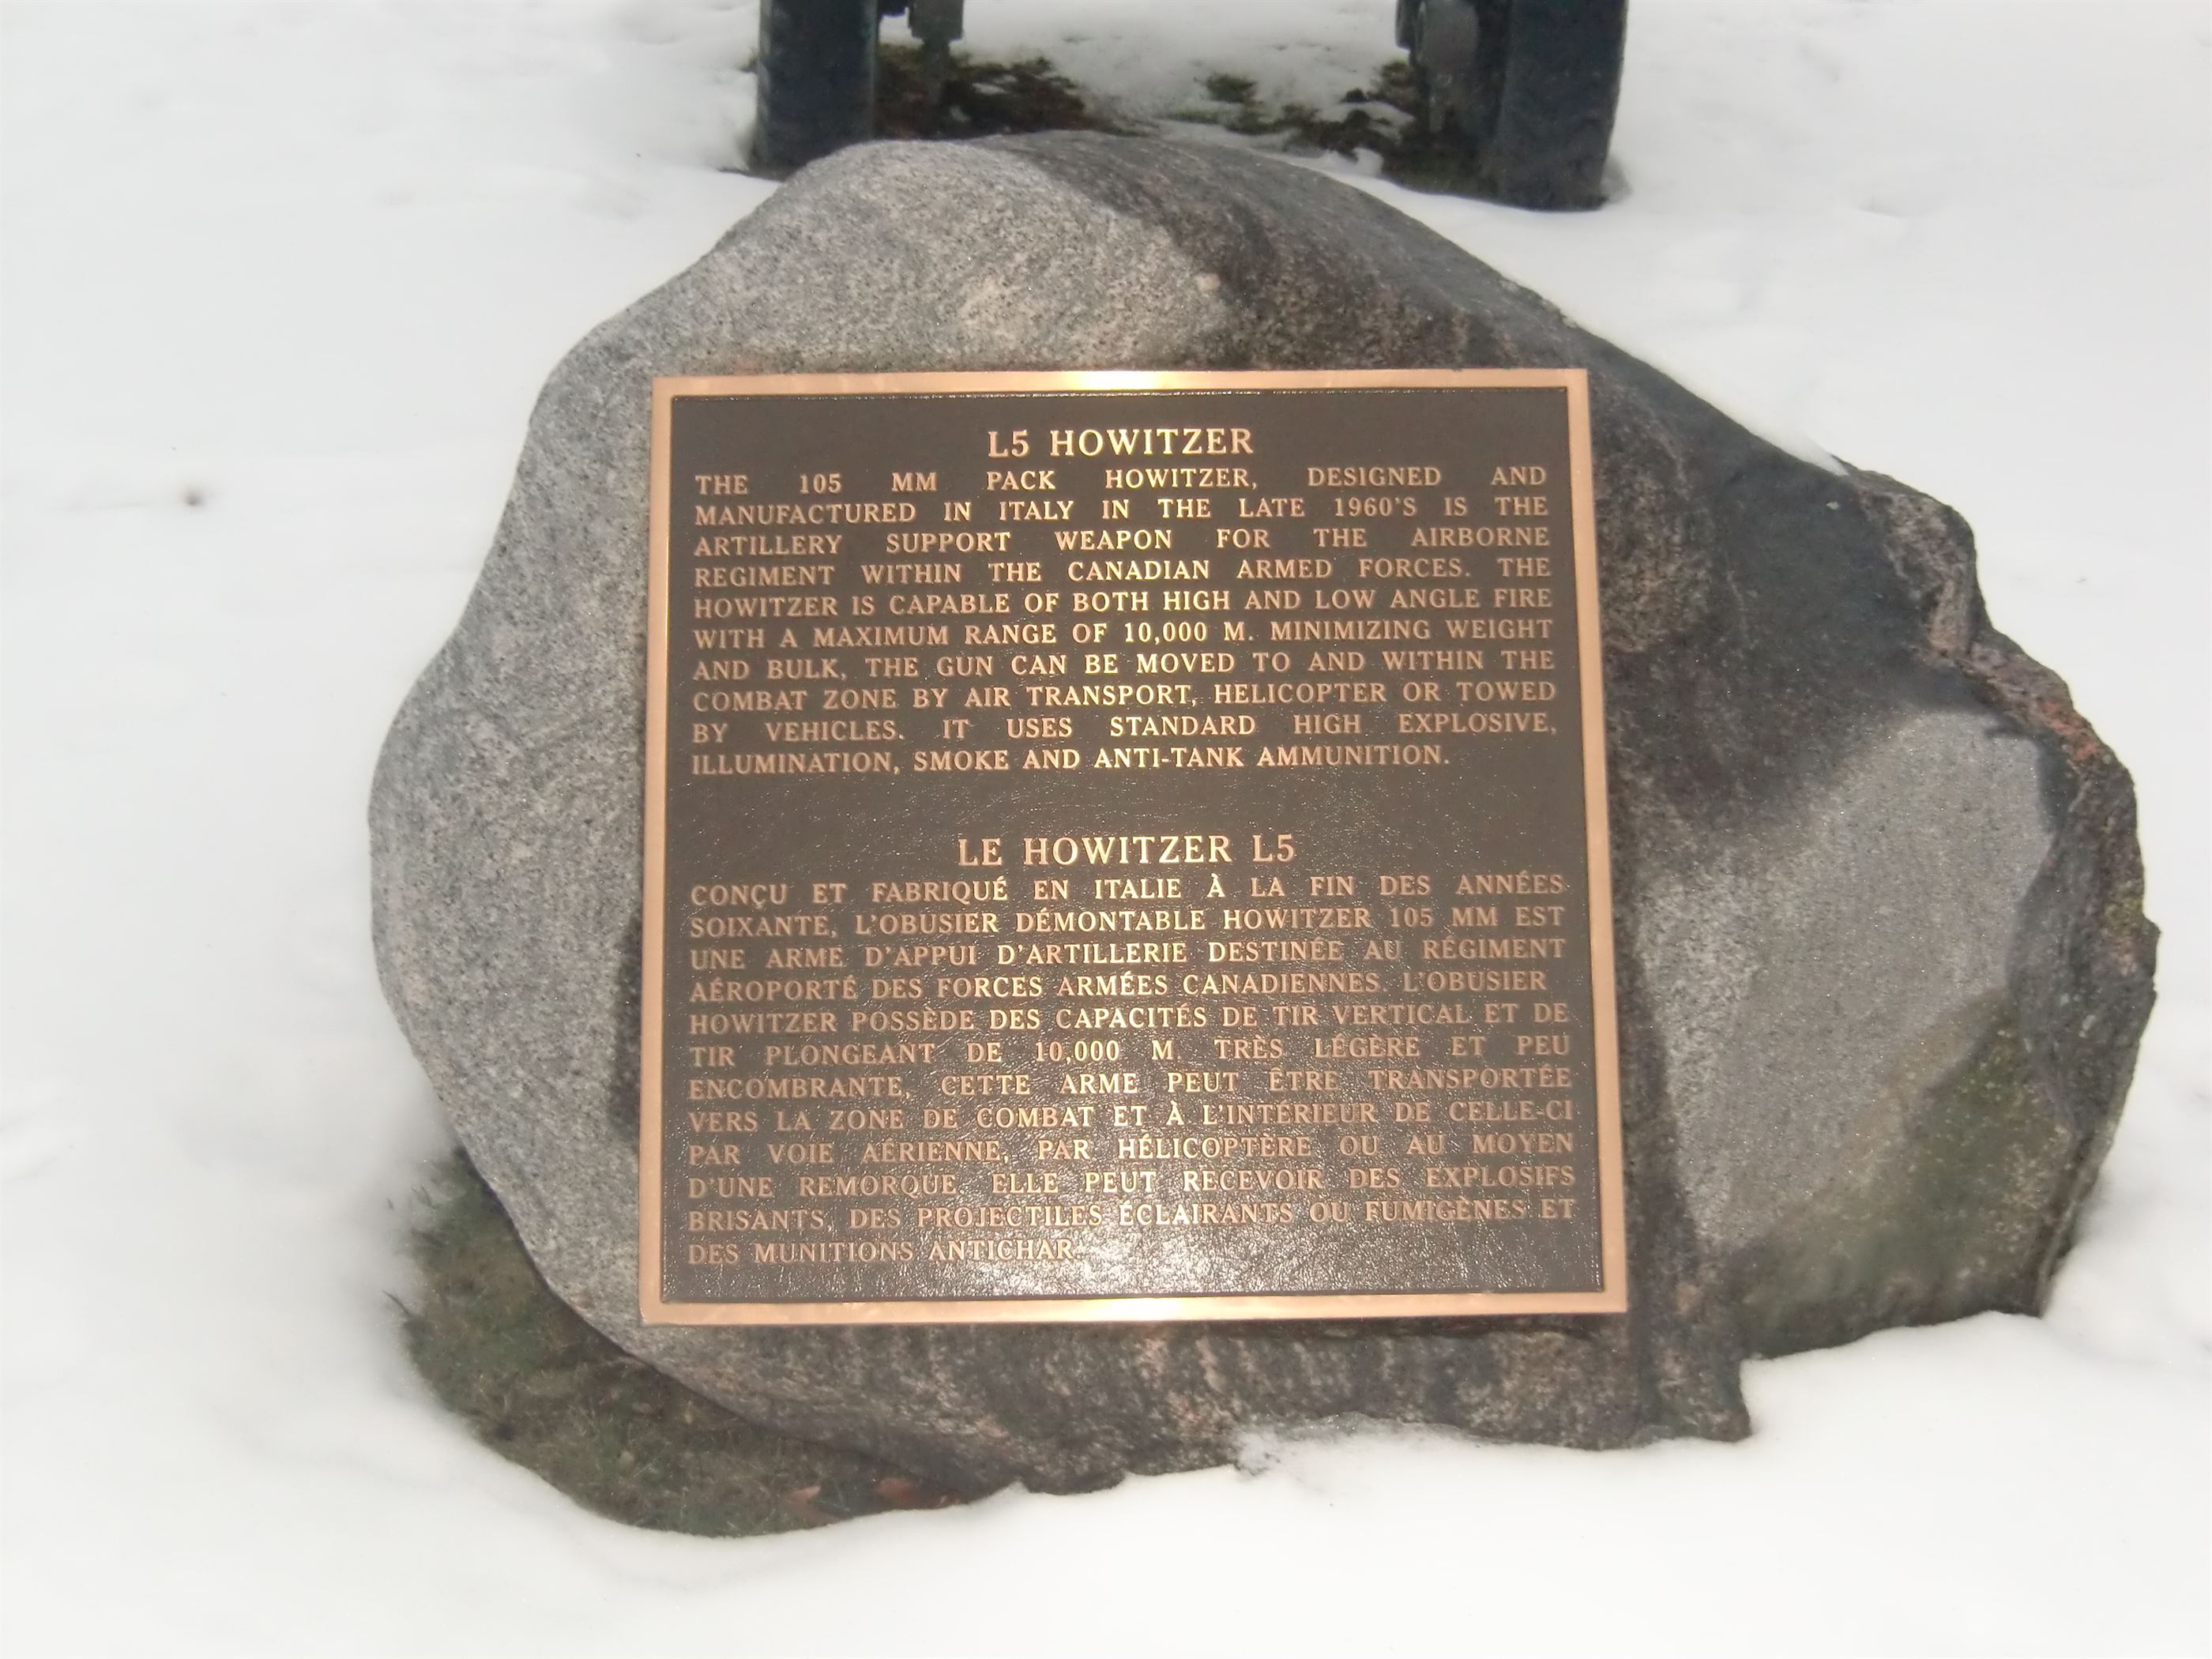 L5 HOWITZER
THE 105 MM PACK HOWITZER, DESIGNED AND
MANUFACTURED IN ITALY IN THE LATE 1960'S IS THE
ARTILLERY SUPPORT WEAPON FOR THE AIRBORNE
REGIMENT WITHIN THE CANADIAN ARMED FORCES. THE
HOWITZER IS CAPABLE OF BOTH HIGH AND LOW ANGLE FIRE
WITH A MAXIMUM RANGE OF 10,000 M. MINIMIZING WEIGHT
AND BULK, THE GUN CAN BE MOVED TO AND WITHIN THE
COMBAT ZONE BY AIR TRANSPORT, HELICOPTER OR TOWED
BY VEHICLES. IT USES STANDARD HIGH EXPLOSIVE,
ILLUMINATION, SMOKE AND ANTI-TANK AMMUNITION.
LE HOWITZER L5
CONÇU ET FABRIQUÉ EN ITALIE À LA FIN DES ANNÉES
SOIXANTE, L'OBUSIER DÉMONTABLE HOWITZER 105 MM EST
UNE ARME D'APPUI D'ARTILLERIE DESTINÉE AU RÉGIMENT
AÉROPORTÉ DES FORCES ARMÉES CANADIENNES. L'OBUSIER
HOWITZER POSSÈDE DES CAPACITÉS DE TIR VERTICAL ET DE
TIR PLONGEANT DE 10,000 M. TRÈS LÉGÈRE ET PEU
ENCOMBRANTE, CETTE ARME PEUT ÊTRE TRANSPORTÉE
VERS LA ZONE DE COMBAT ET À L'INTÉRIEUR DE CELLE-CI
PAR VOIE AÉRIENNE, PAR HÉLICOPTÈRE OU AU MOYEN
D'UNE REMORQUE. ELLE PEUT RECEVOIR DES EXPLOSIFS
BRISANTS, DES PROJECTILES ÉCLAIRANTS OU FUMIGÈNES ET
DES MUNITIONS ANTICHAR.